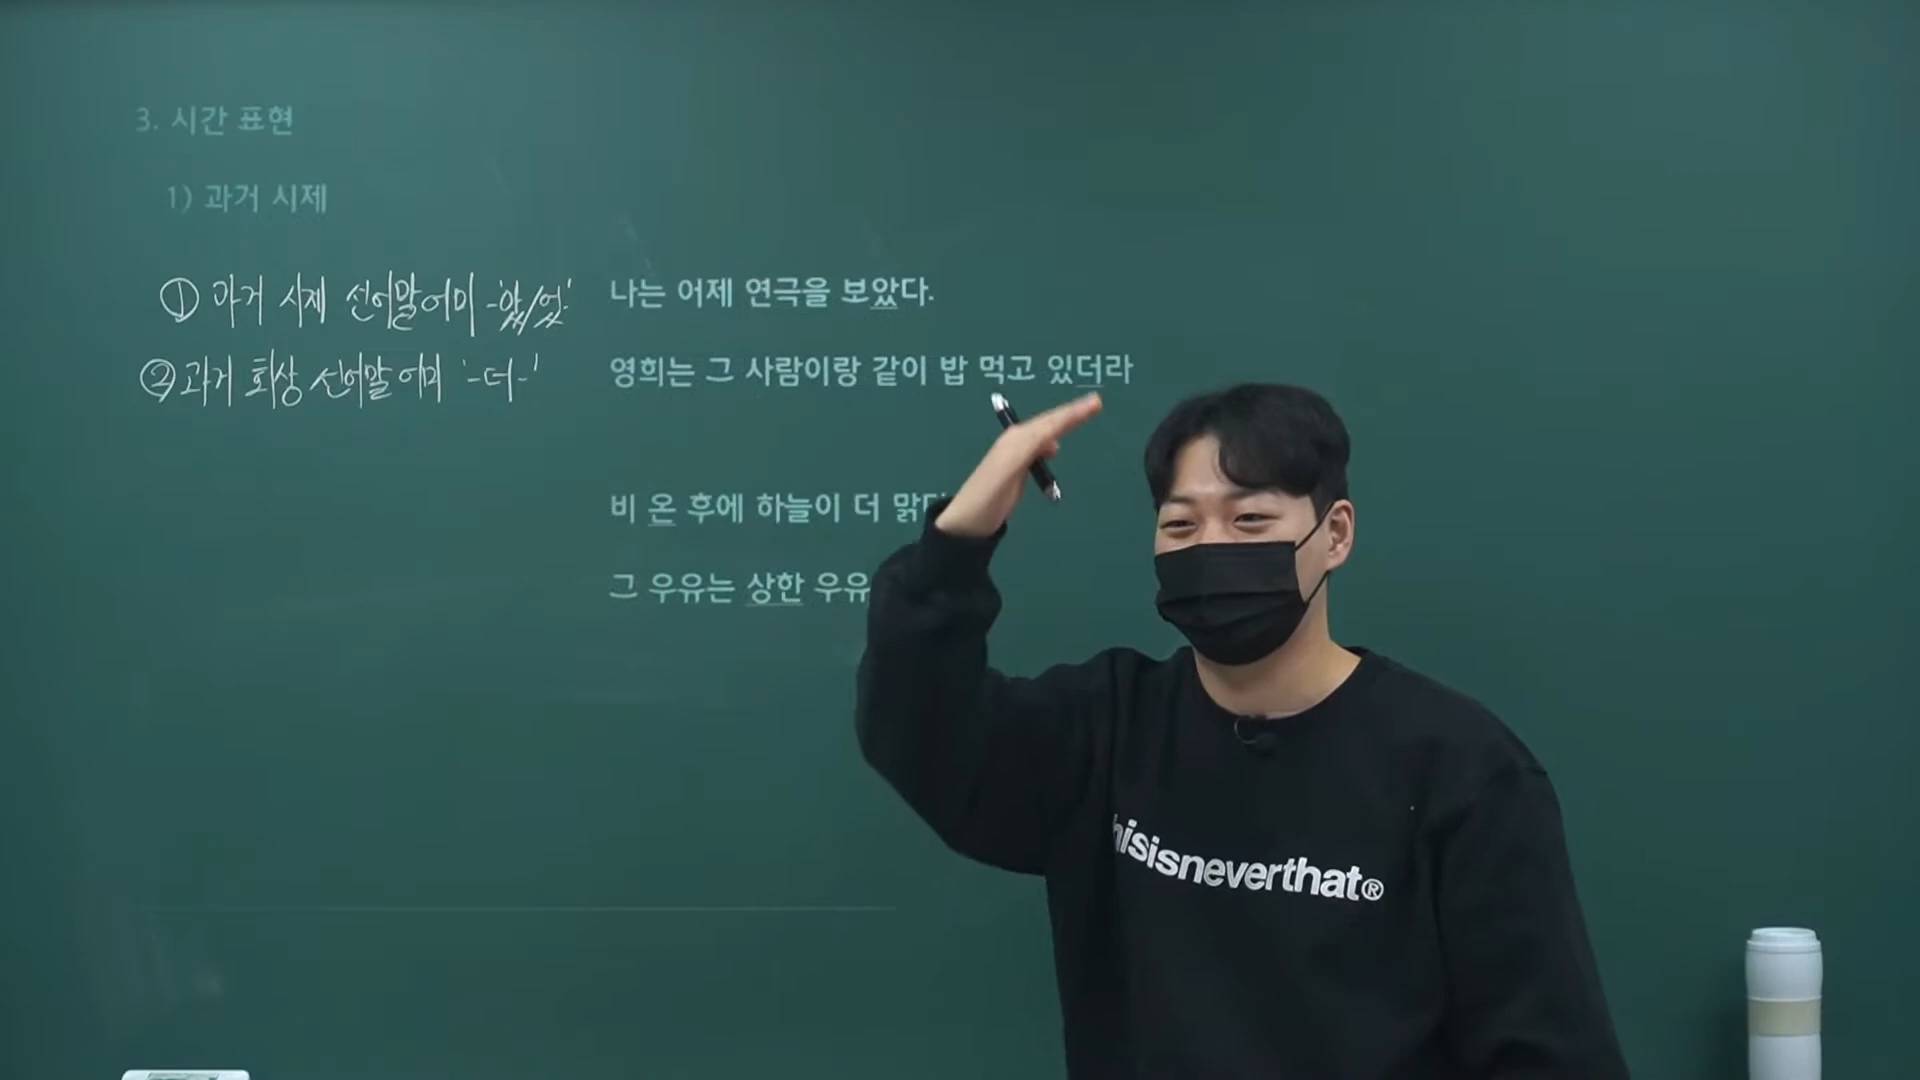 3. 시간 표현
1) 과거 시제
① 과거 시제 선어말어미 -'았/었-' 나는 어제 연극을 보았다.
② 과거 회상 선어말 어미 '-더-' 영희는 그 사람이랑 같이 밥 먹고 있더라
비 온 후에 하늘이 더 맑
그 우유는 상한 우유
hisisneverthat®